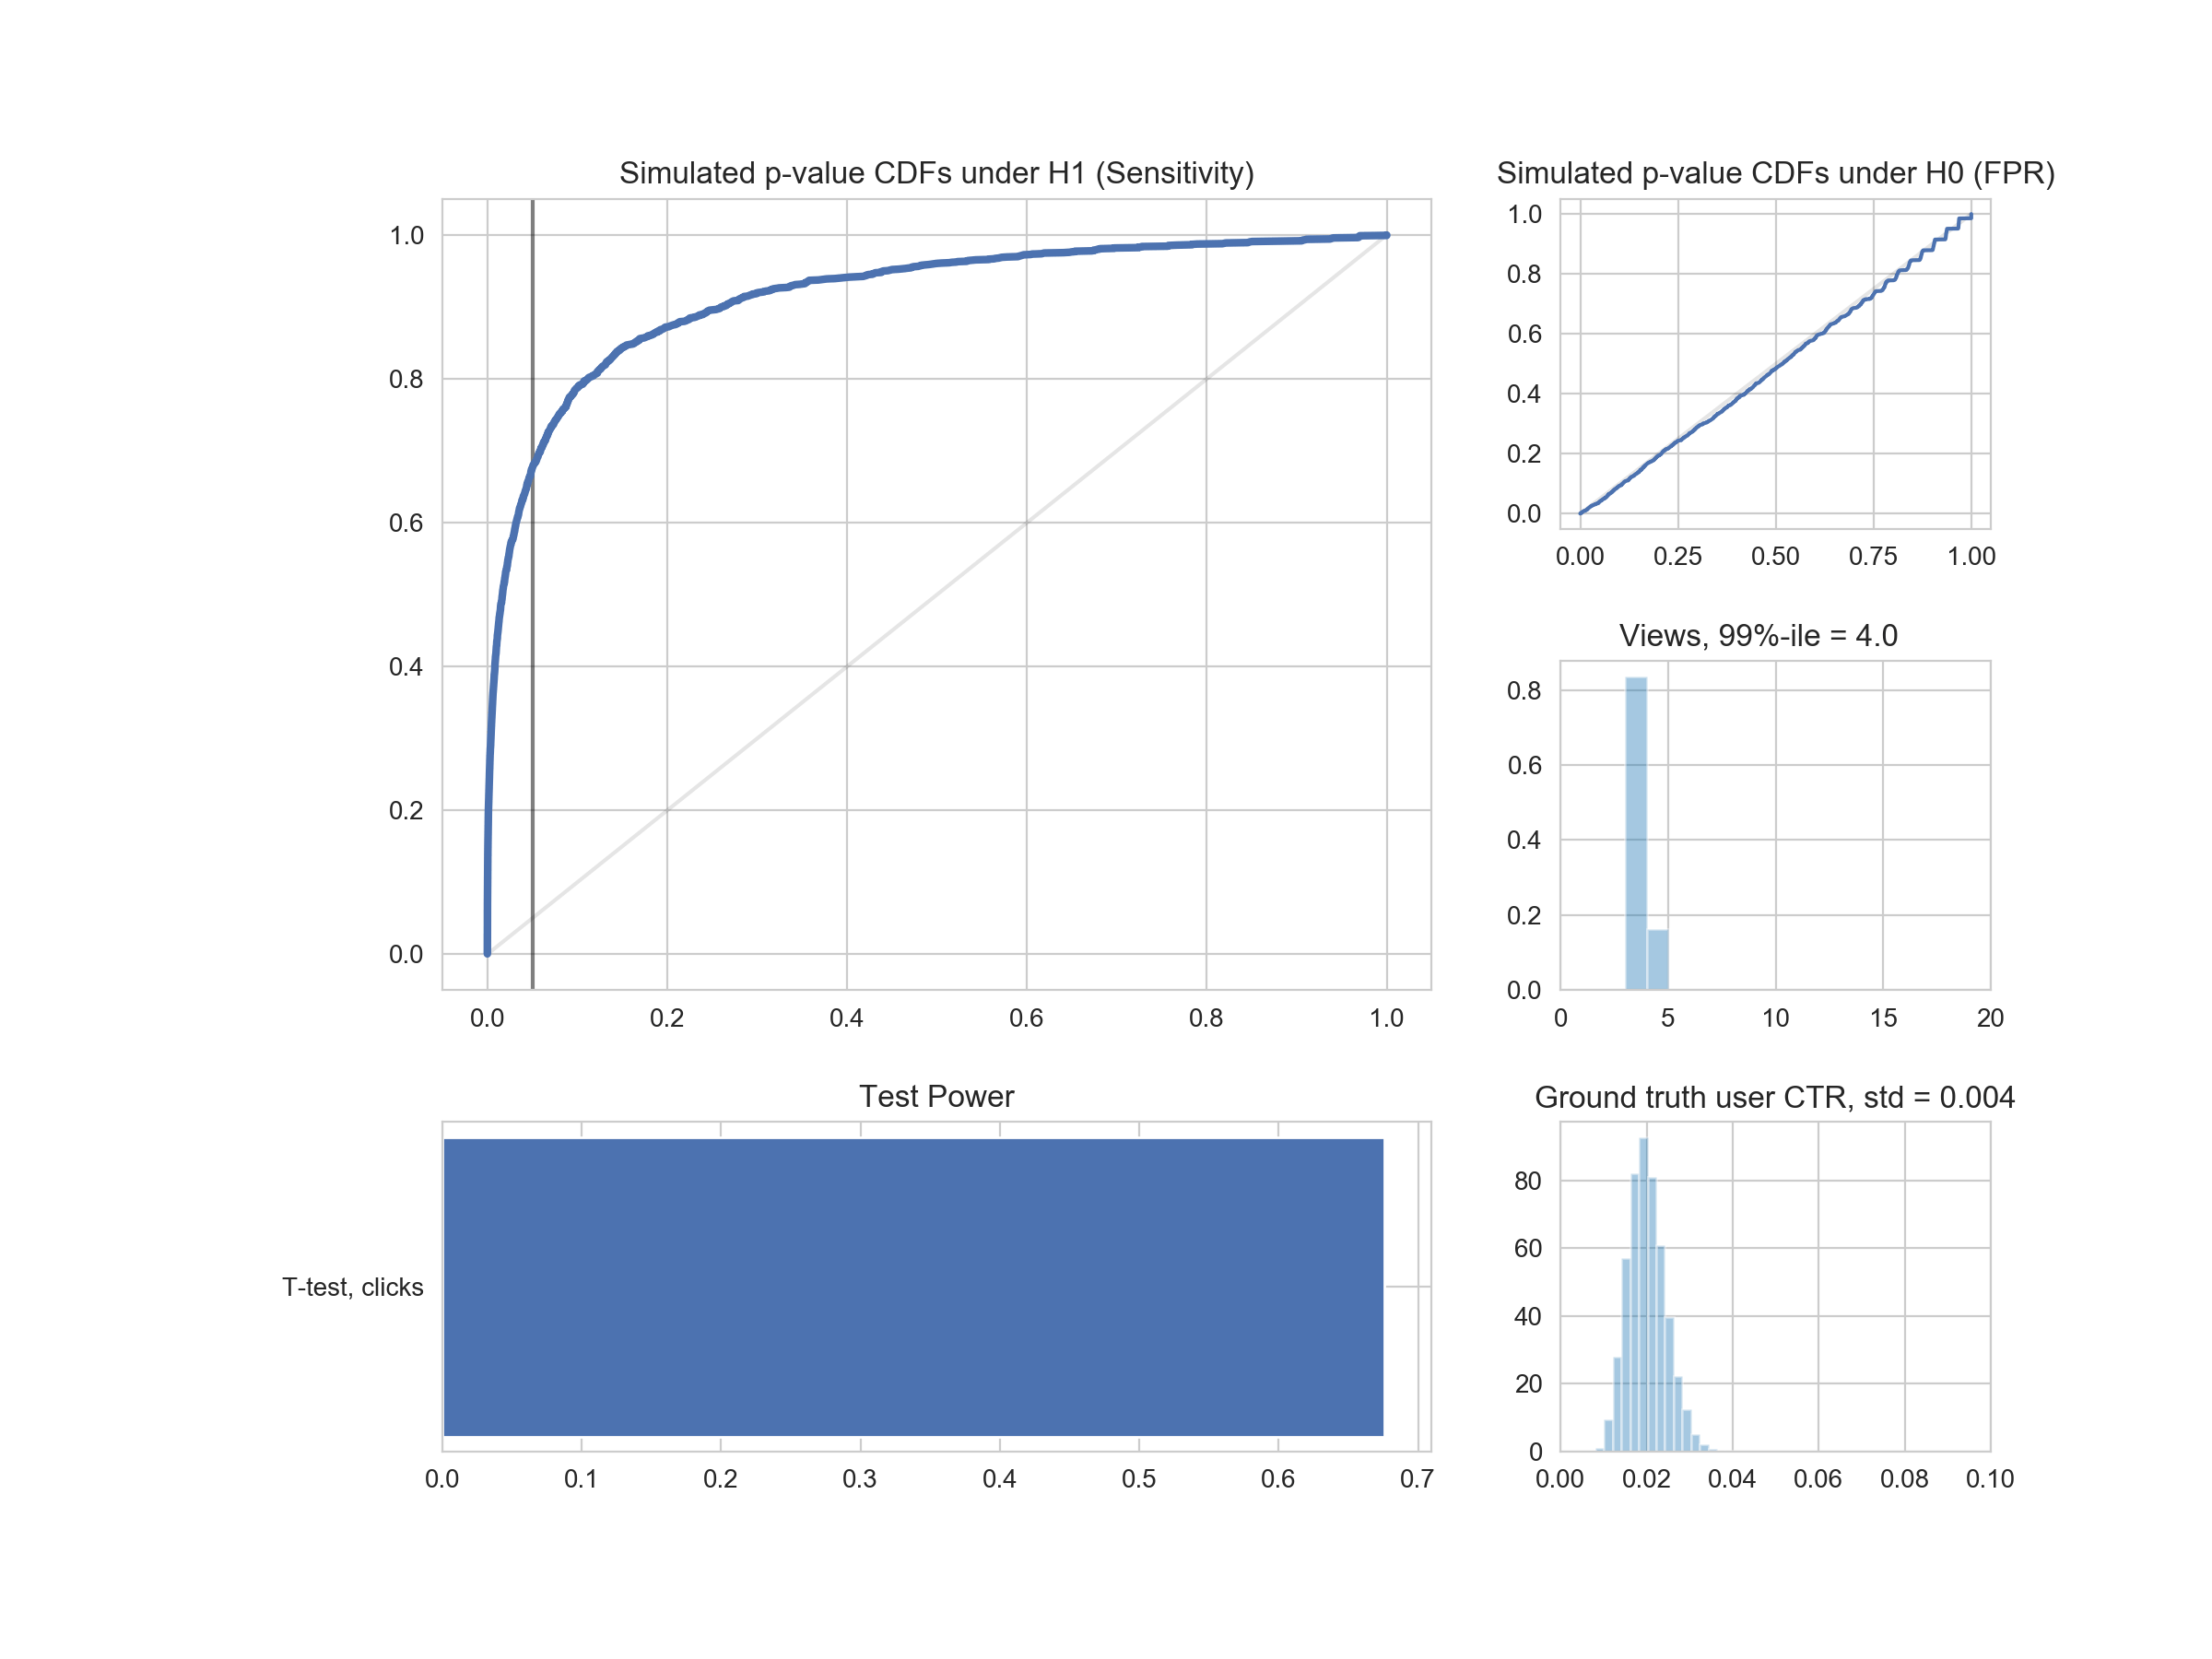 Simulated p-value CDFs under H1 (Sensitivity)
1.0
0.8
0.6
0.4
0.2
0.0
0.0 0.2 0.4 0.6 0.8 1.0
Simulated p-value CDFs under H0 (FPR)
1.0
0.8
0.6
0.4
0.2
0.0
0.00 0.25 0.50 0.75 1.00
Views, 99%-ile = 4.0
0.8
0.6
0.4
0.2
0.0
0 5 10 15 20
Test Power
T-test, clicks
0.0 0.1 0.2 0.3 0.4 0.5 0.6 0.7
Ground truth user CTR, std = 0.004
80
60
40
20
0
0.00 0.02 0.04 0.06 0.08 0.10